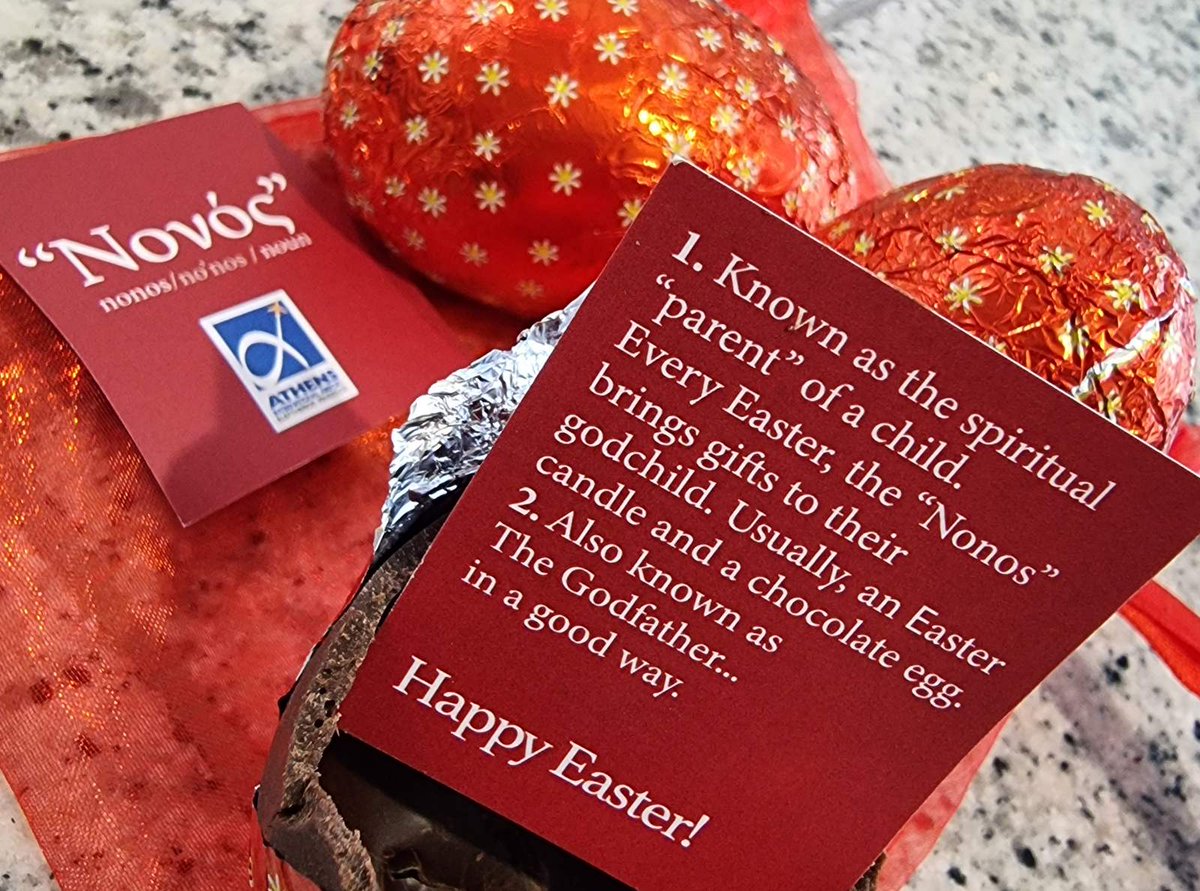 “Νονός”
nonos/no'nos / noun
ATHENS
1. Known as the spiritual
“parent” of a child.
Every Easter, the “Nonos”
brings gifts to their
godchild. Usually, an Easter
candle and a chocolate egg.
2. Also known as
The Godfather...
in a good way.
Happy Easter!